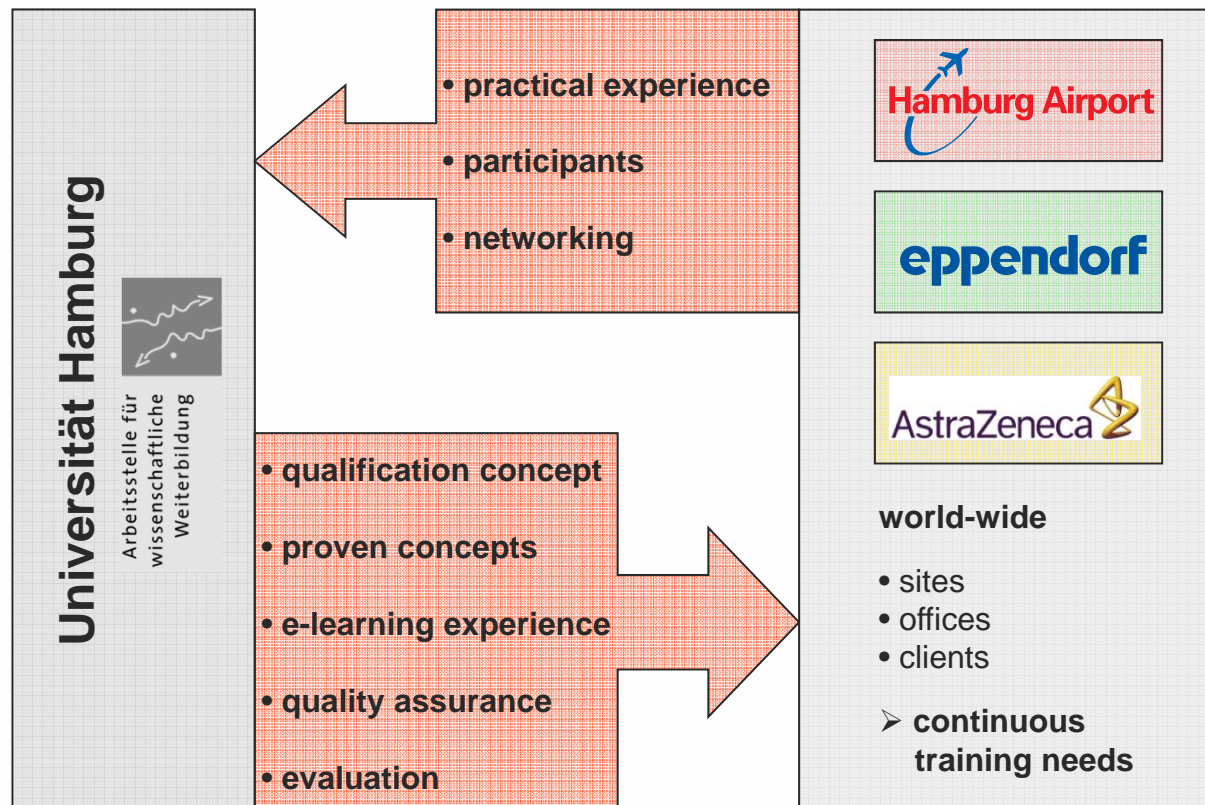 Universität Hamburg
Arbeitsstelle für
wissenschaftliche
Weiterbildung
• practical experience
• participants
• networking
• qualification concept
• proven concepts
• e-learning experience
• quality assurance
• evaluation
Hamburg Airport
eppendorf
AstraZeneca
world-wide
• sites
• offices
• clients
➢ continuous
training needs